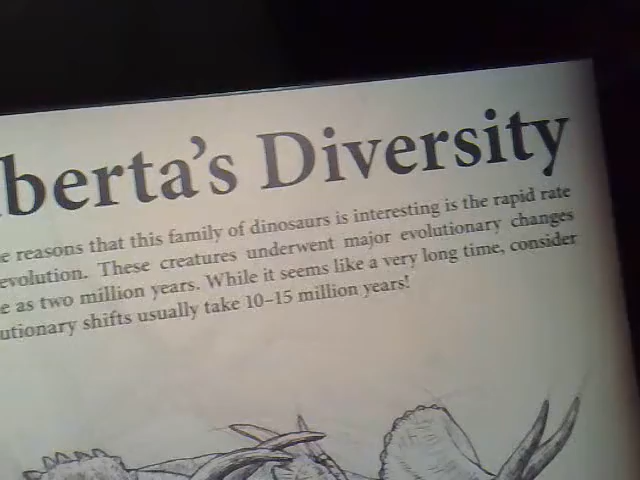 berta's Diversity
e reasons that this family of dinosaurs is interesting is the rapid rate
evolution. These creatures underwent major evolutionary changes
e as two million years. While it seems like a very long time, consider
utionary shifts usually take 10–15 million years!